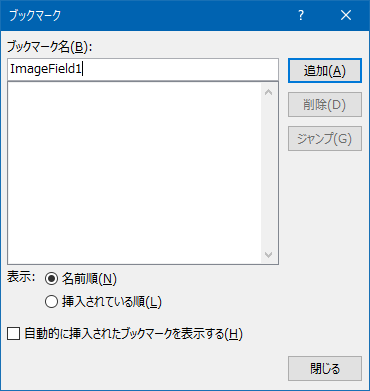 ブックマーク
ブックマーク名(B):
ImageField1
追加(A)
削除(D)
ジャンプ(G)
表示:
名前順(N)
挿入されている順(L)
自動的に挿入されたブックマークを表示する(H)
閉じる